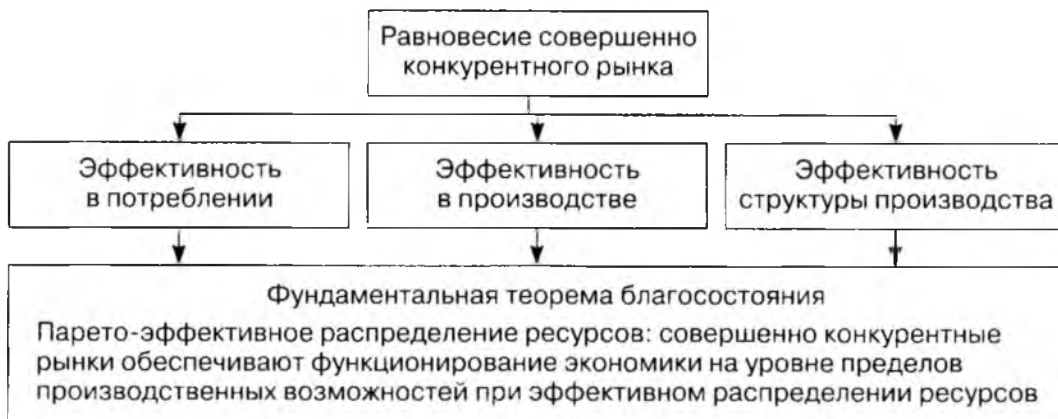 Равновесие совершенно
конкурентного рынка
Эффективность
в потреблении
Эффективность
в производстве
Эффективность
структуры производства
Фундаментальная теорема благосостояния
Парето-эффективное распределение ресурсов: совершенно конкурентные
рынки обеспечивают функционирование экономики на уровне пределов
производственных возможностей при эффективном распределении ресурсов